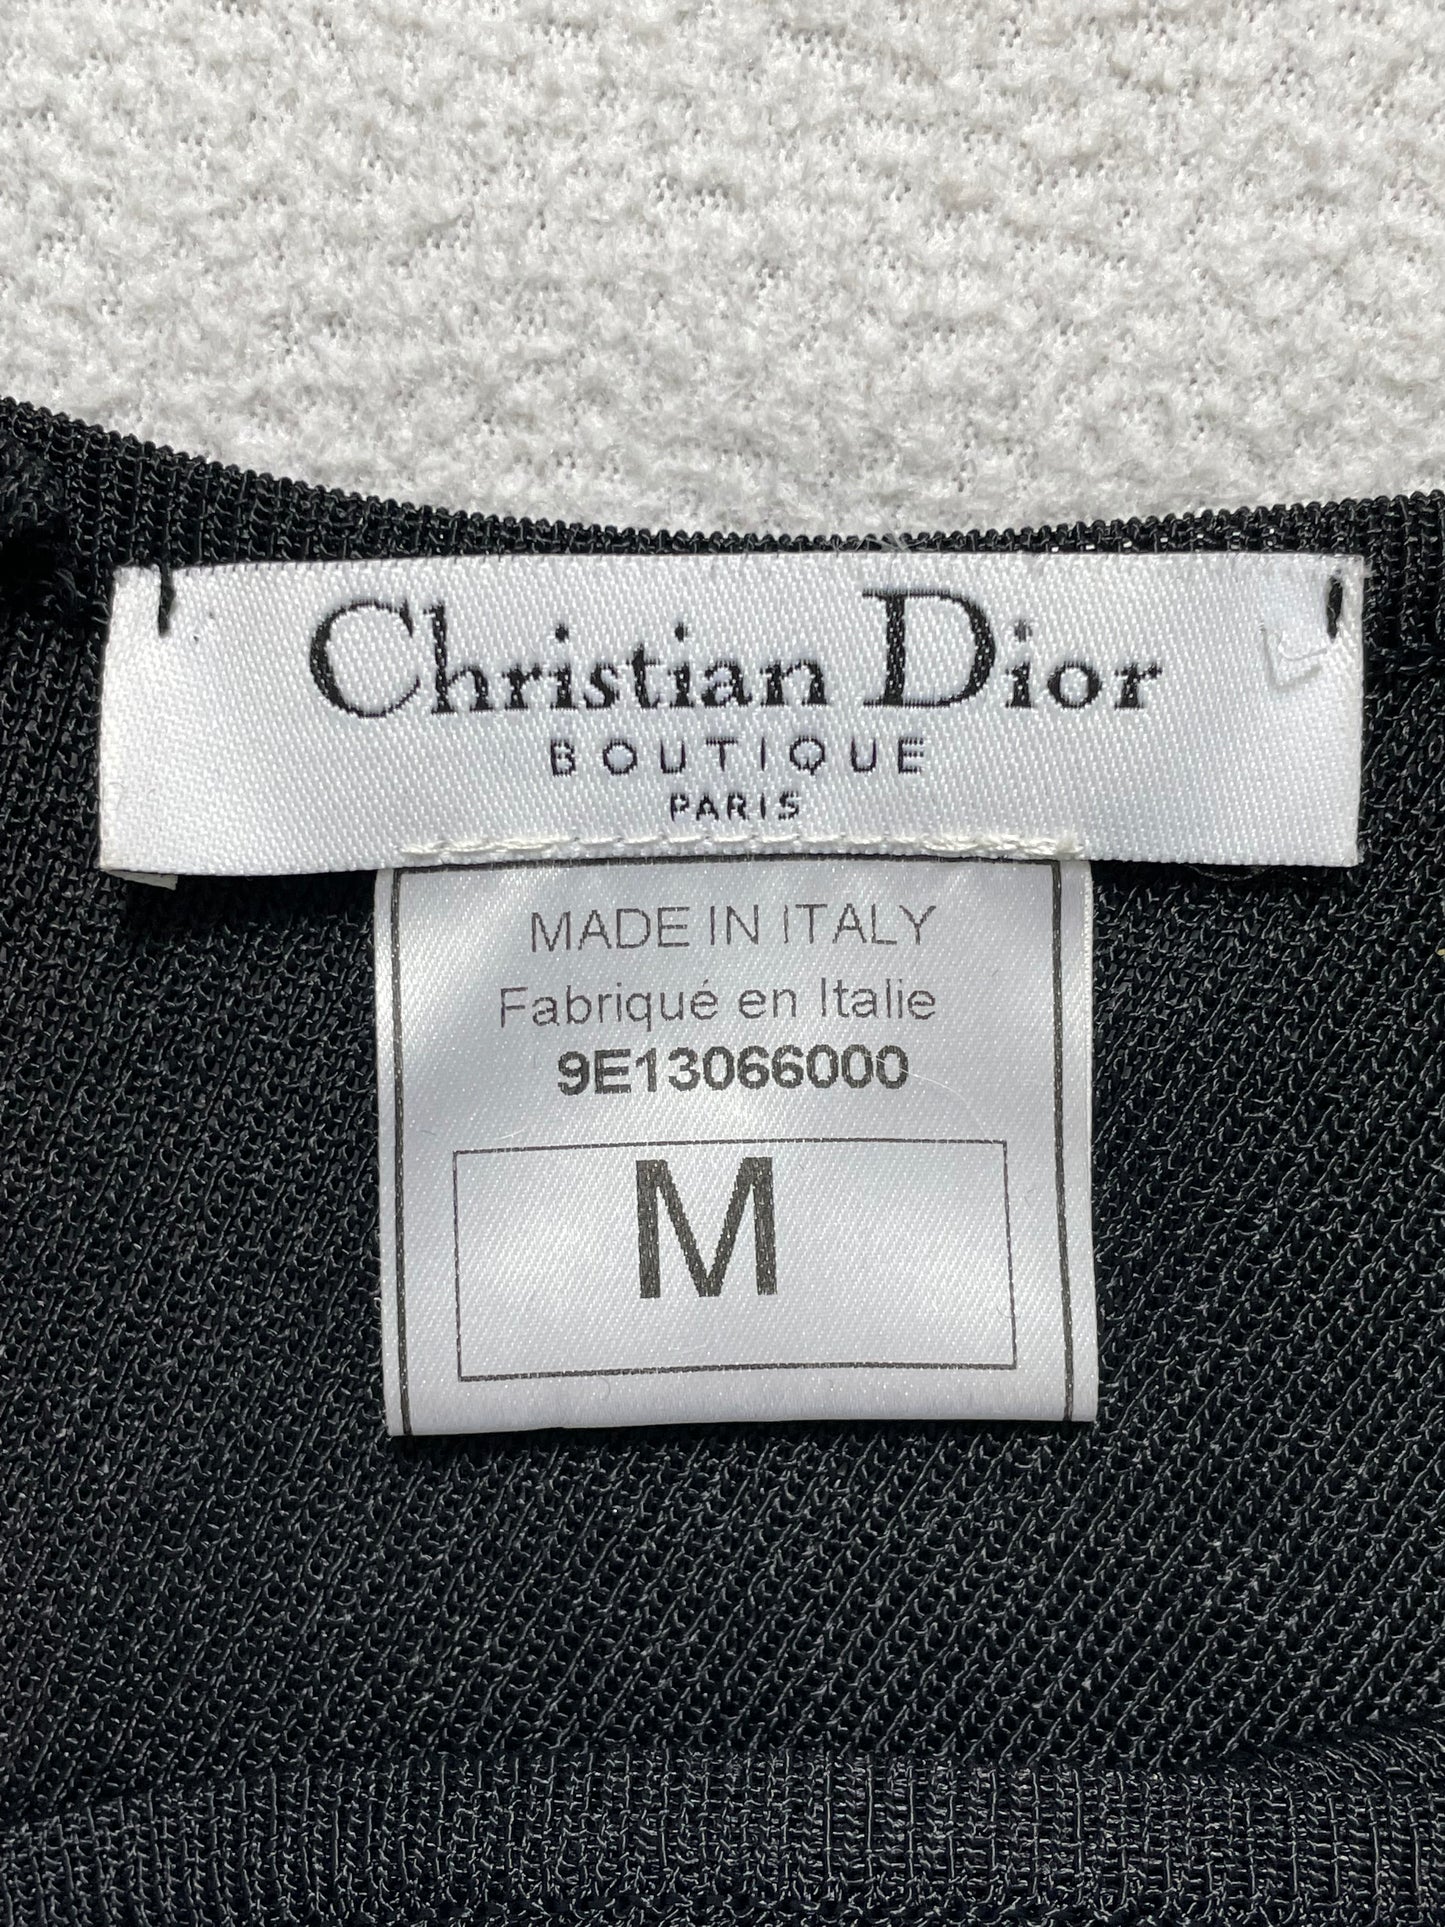 Christian Dior
BOUTIQUE
PARIS
MADE IN ITALY
Fabriqué en Italie
9E13066000
M